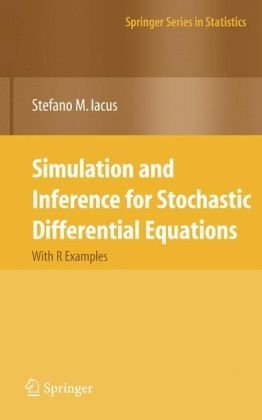 Springer Series in Statistics
Stefano M. Iacus
Simulation and
Inference for Stochastic
Differential Equations
With R Examples
Springer